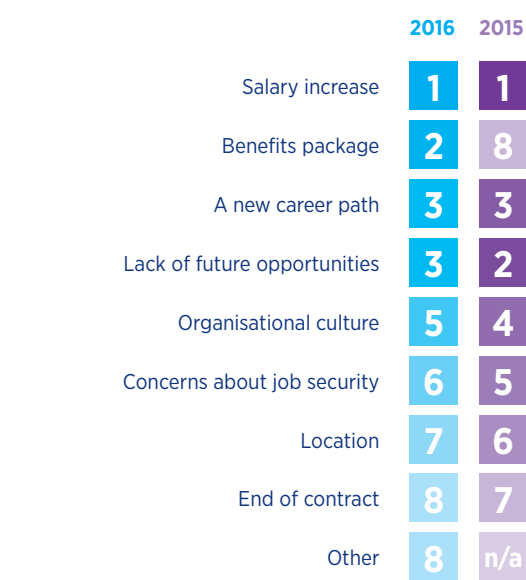 2016 2015
Salary increase 1 1
Benefits package 2 8
A new career path 3 3
Lack of future opportunities 3 2
Organisational culture 5 4
Concerns about job security 6 5
Location 7 6
End of contract 8 7
Other 8 n/a